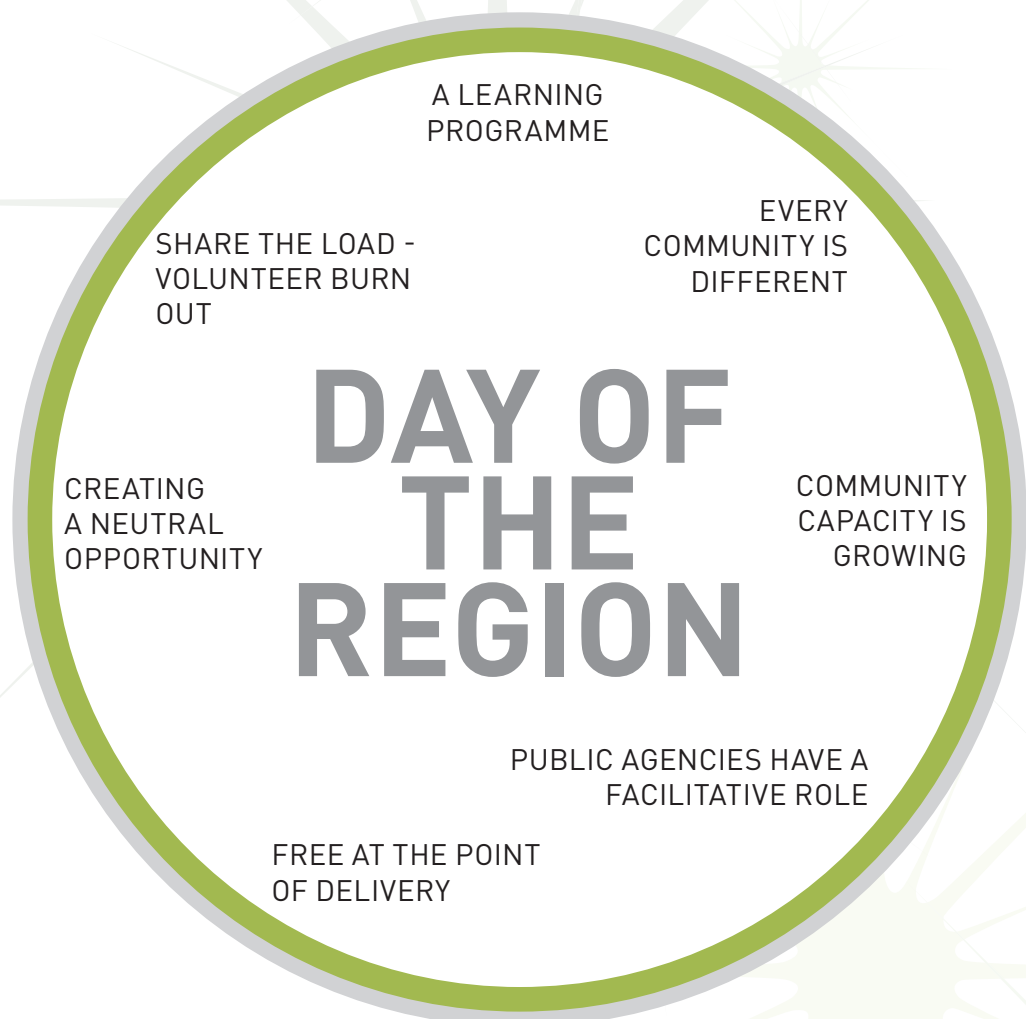 A LEARNING
PROGRAMME
EVERY
COMMUNITY IS
DIFFERENT
SHARE THE LOAD -
VOLUNTEER BURN
OUT
DAY OF
THE
REGION
CREATING
A NEUTRAL
OPPORTUNITY
COMMUNITY
CAPACITY IS
GROWING
PUBLIC AGENCIES HAVE A
FACILITATIVE ROLE
FREE AT THE POINT
OF DELIVERY